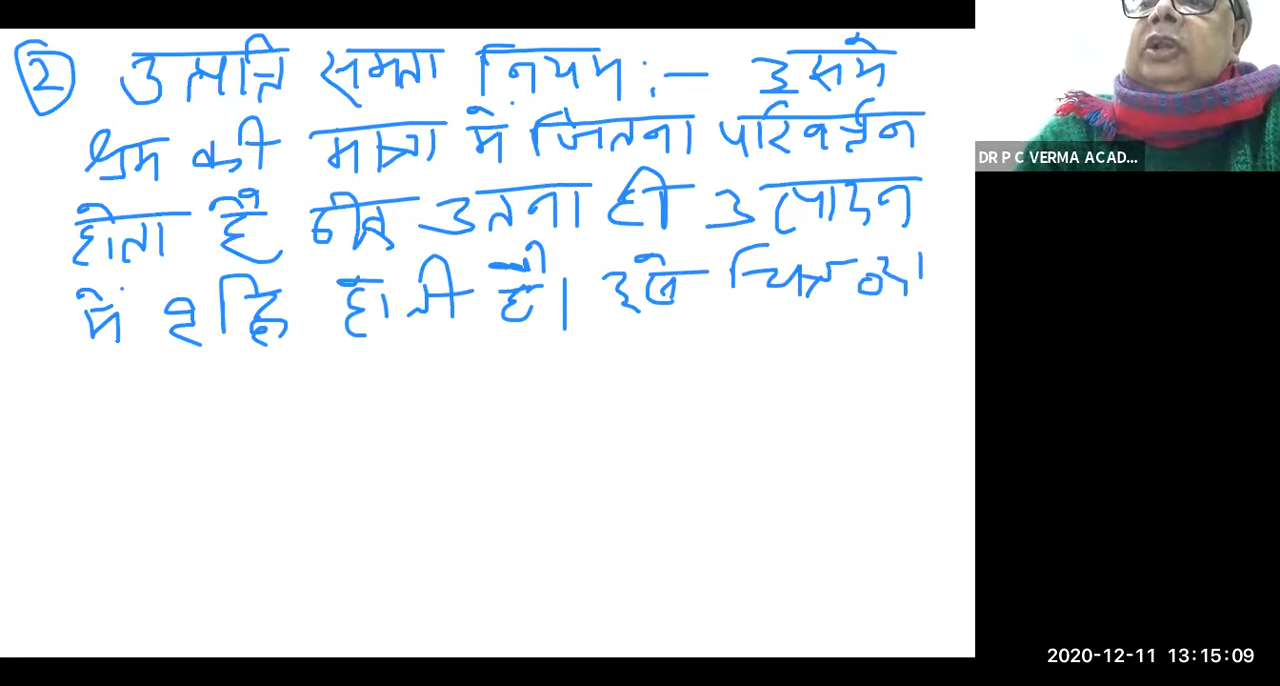 ② उत्पत्ति समता नियम :— इसमे
श्रम की मात्रा में जितना परिवर्तन
होता है ठीक उतना ही उत्पादन
में वृद्धि होती है। इसे चित्र
DR P C VERMA ACAD...
2020-12-11 13:15:09